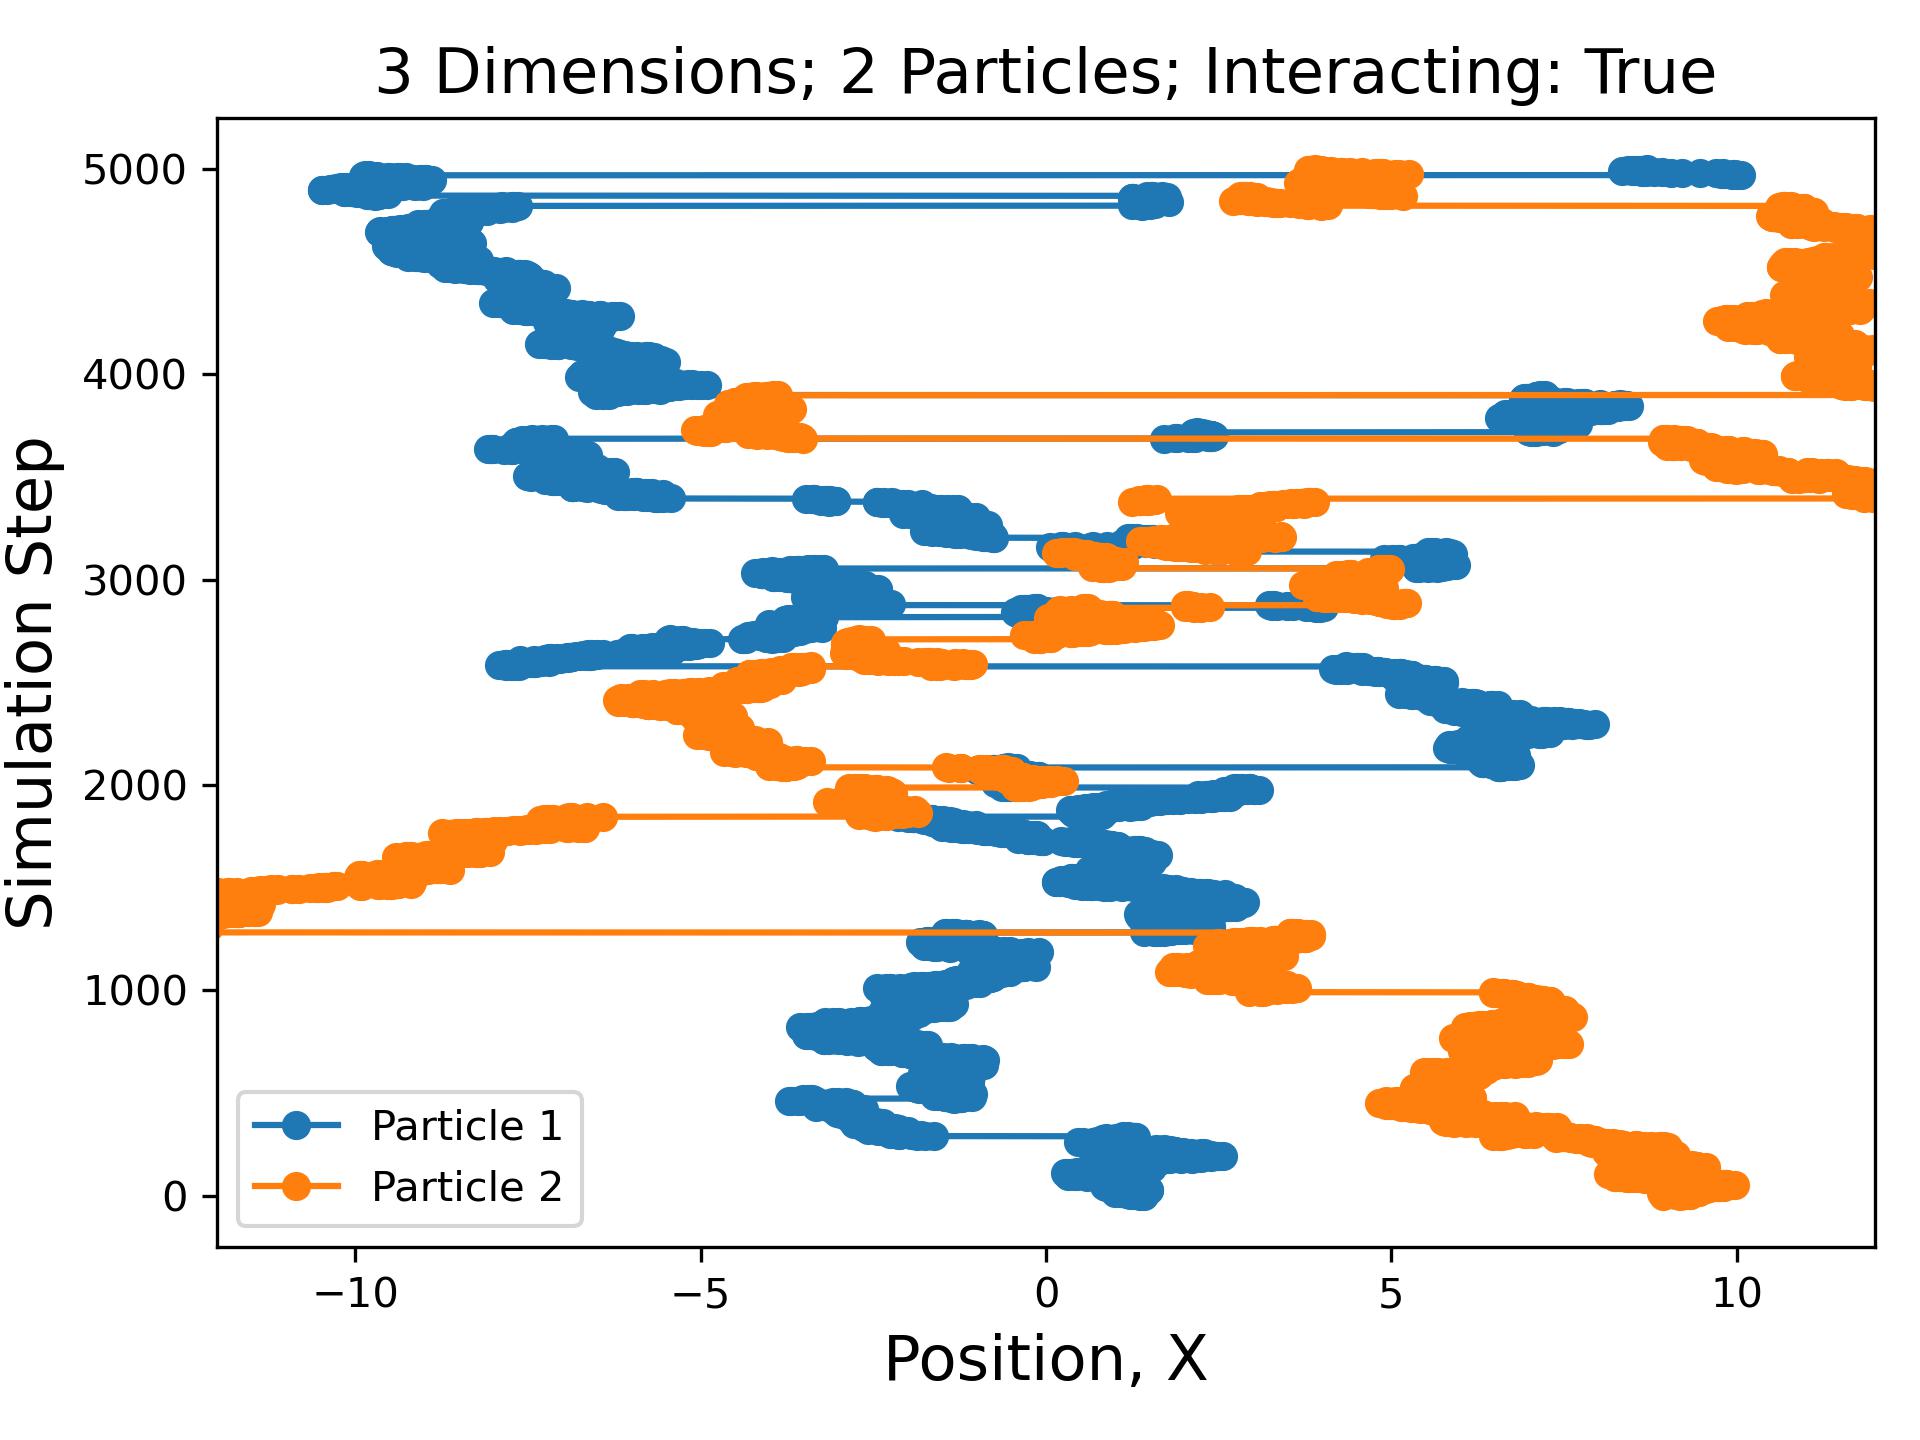 3 Dimensions; 2 Particles; Interacting: True
Simulation Step
5000
4000
3000
2000
1000
0
Particle 1
Particle 2
−10
−5
0
5
10
Position, X